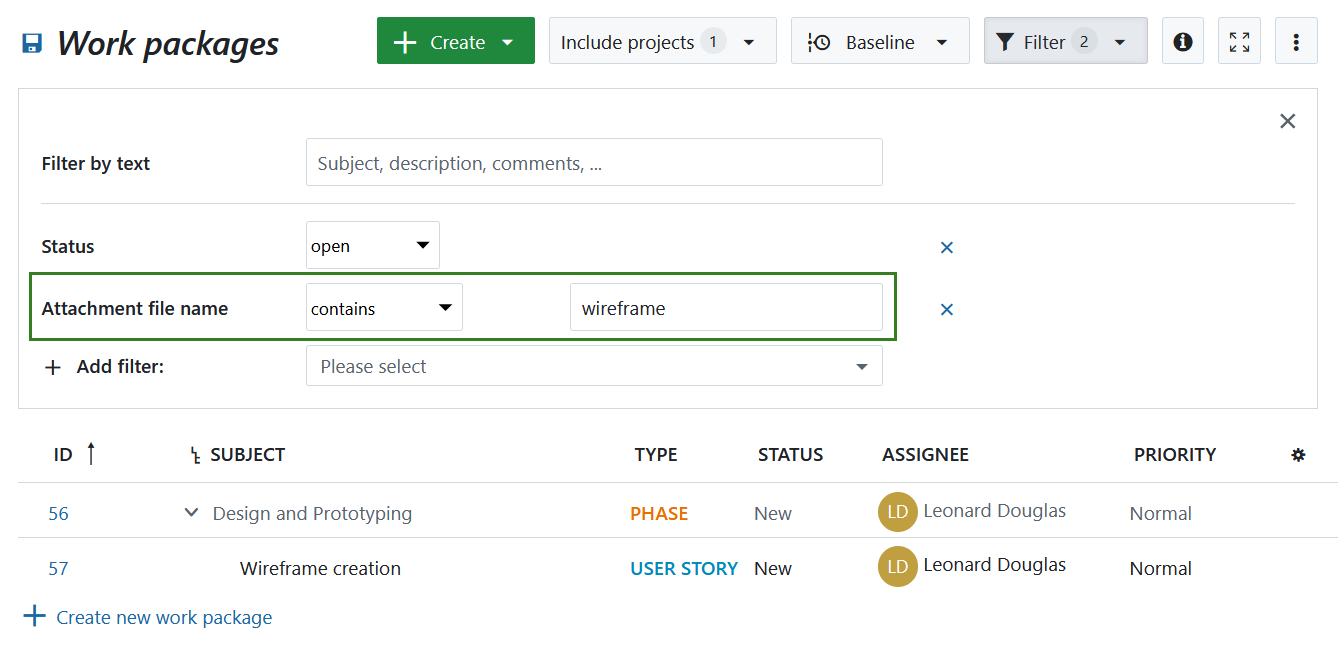 Work packages
Create
Include projects 1
Baseline
Filter 2
Filter by text
Subject, description, comments, ...
Status
open
Attachment file name
contains
wireframe
Add filter:
Please select
ID SUBJECT TYPE STATUS ASSIGNEE PRIORITY
56 Design and Prototyping PHASE New LD Leonard Douglas Normal
57 Wireframe creation USER STORY New LD Leonard Douglas Normal
Create new work package